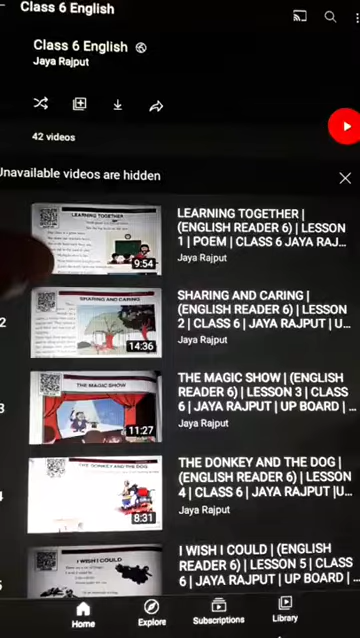 Class 6 English
Class 6 English
Jaya Rajput
42 videos
Unavailable videos are hidden
LEARNING TOGETHER
9:54
LEARNING TOGETHER |
(ENGLISH READER 6) | LESSON
1 | POEM | CLASS 6 JAYA RAJ...
Jaya Rajput
2
SHARING AND CARING
14:36
SHARING AND CARING |
(ENGLISH READER 6) | LESSON
2 | CLASS 6 | JAYA RAJPUT | U...
Jaya Rajput
3
THE MAGIC SHOW
11:27
THE MAGIC SHOW | (ENGLISH
READER 6) | LESSON 3 | CLASS
6 | JAYA RAJPUT | UP BOARD | ...
Jaya Rajput
4
THE DONKEY AND THE DOG
8:31
THE DONKEY AND THE DOG |
(ENGLISH READER 6) | LESSON
4 | CLASS 6 | JAYA RAJPUT |U...
Jaya Rajput
5
I WISH I COULD
I WISH I COULD | (ENGLISH
READER 6) | LESSON 5 | CLASS
6 | JAYA RAJPUT | UP BOARD | ...
Home
Explore
Subscriptions
Library